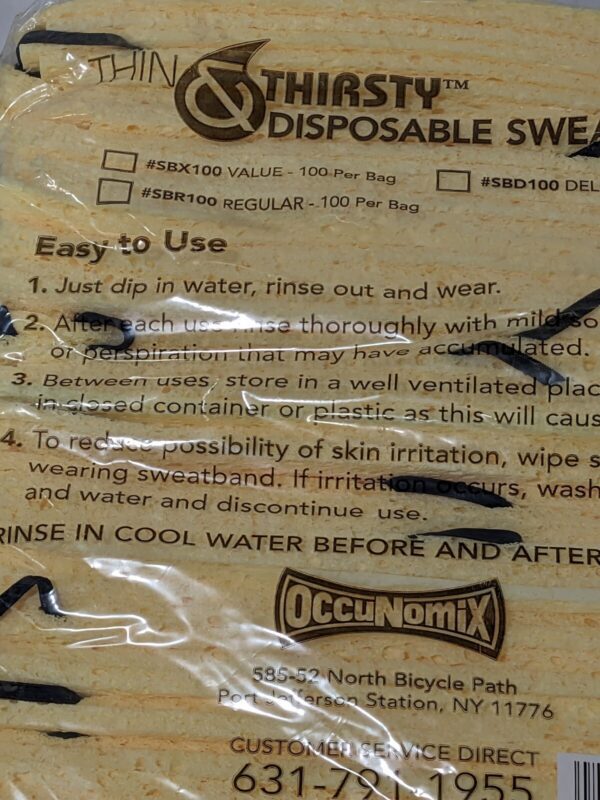 THIN & THIRSTY™
DISPOSABLE SWEA
#SBX100 VALUE - 100 Per Bag
#SBD100 DEL
#SBR100 REGULAR - 100 Per Bag
Easy to Use
1. Just dip in water, rinse out and wear.
2. After each use rinse thoroughly with mild so
or perspiration that may have accumulated.
3. Between uses, store in a well ventilated plac
in closed container or plastic as this will caus
4. To reduce possibility of skin irritation, wipe s
wearing sweatband. If irritation occurs, wash
and water and discontinue use.
RINSE IN COOL WATER BEFORE AND AFTER
OccuNomiX
585-52 North Bicycle Path
Port Jefferson Station, NY 11776
CUSTOMER SERVICE DIRECT
631-791-1955